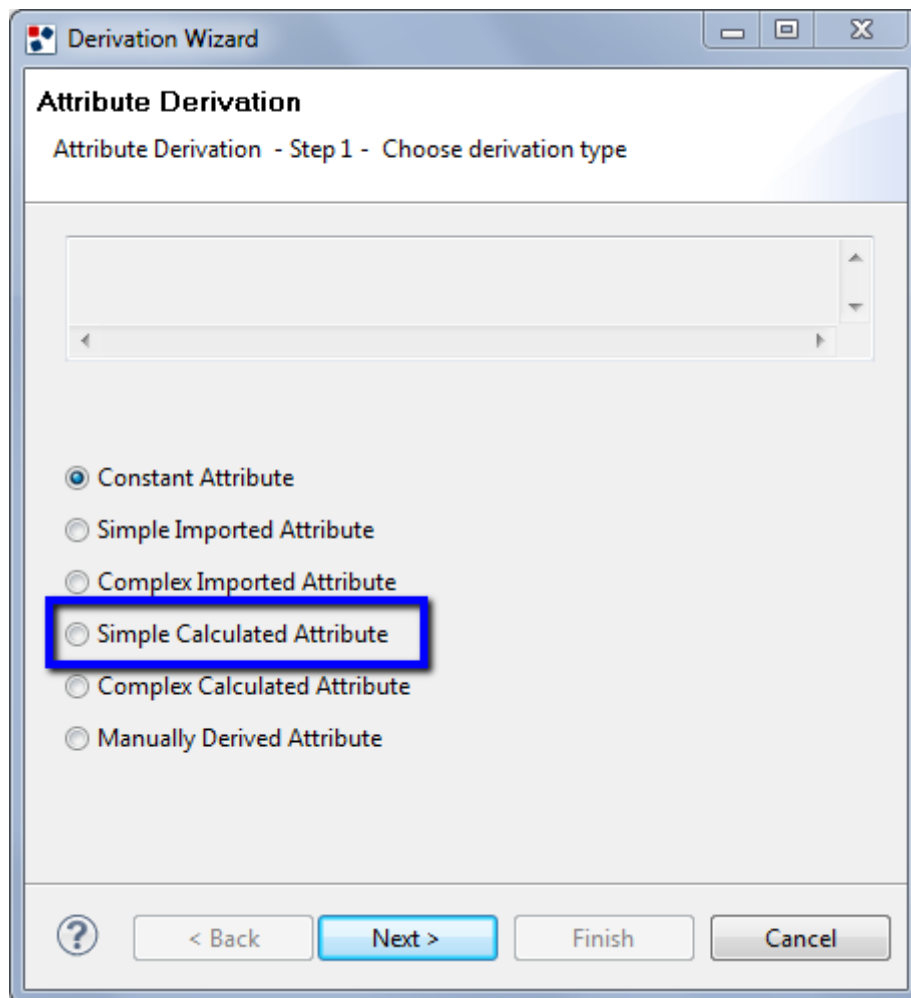 Derivation Wizard
Attribute Derivation
Attribute Derivation - Step 1 - Choose derivation type
Constant Attribute
Simple Imported Attribute
Complex Imported Attribute
Simple Calculated Attribute
Complex Calculated Attribute
Manually Derived Attribute
? < Back Next > Finish Cancel